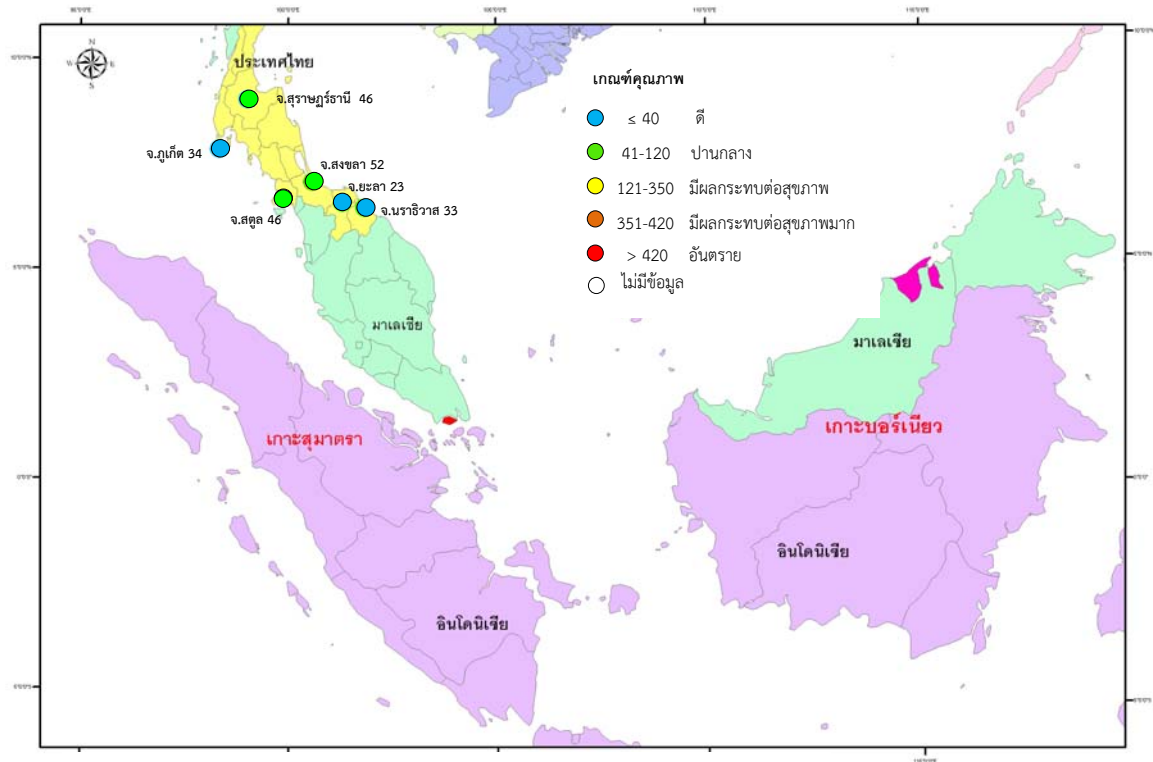 N
W E
S
ประเทศไทย
จ.สุราษฎร์ธานี 46
จ.ภูเก็ต 34
จ.สงขลา 52
จ.ยะลา 23
จ.สตูล 46
จ.นราธิวาส 33
เกณฑ์คุณภาพ
≤ 40 ดี
41-120 ปานกลาง
121-350 มีผลกระทบต่อสุขภาพ
351-420 มีผลกระทบต่อสุขภาพมาก
> 420 อันตราย
ไม่มีข้อมูล
มาเลเซีย
มาเลเซีย
เกาะสุมาตรา
เกาะบอร์เนียว
อินโดนิเซีย
อินโดนิเซีย